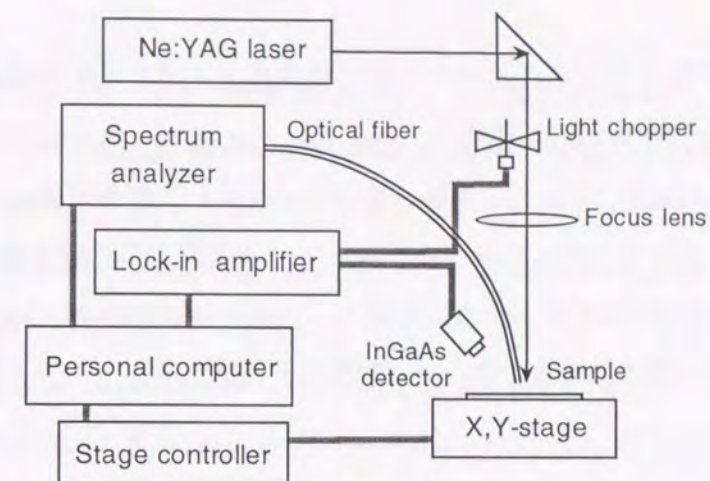 Ne:YAG laser
Spectrum
analyzer
Optical fiber
Light chopper
Focus lens
Lock-in amplifier
InGaAs
detector
Sample
Personal computer
X,Y-stage
Stage controller